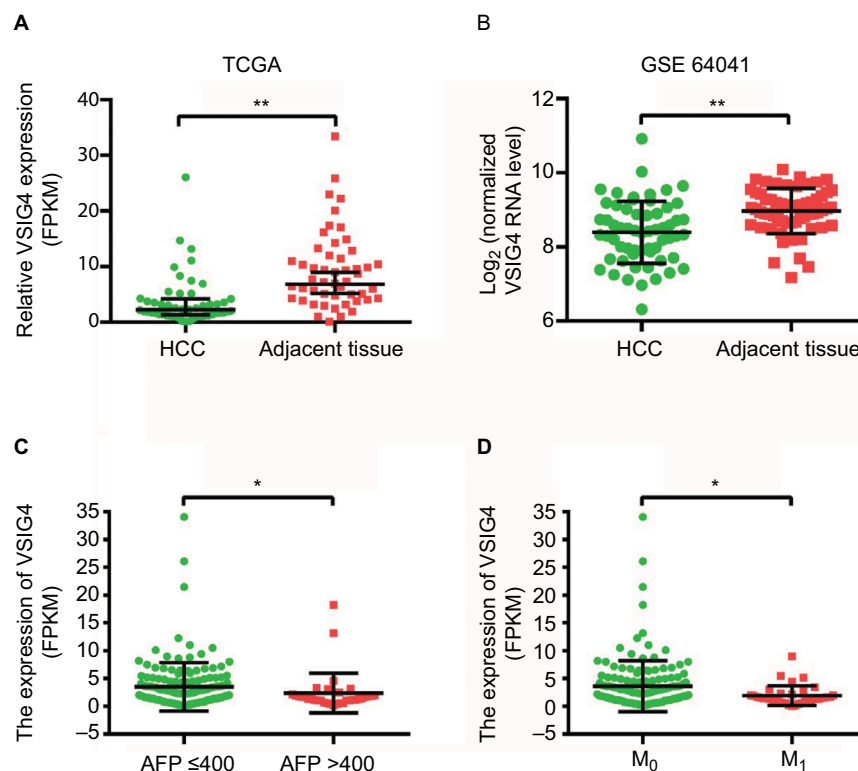 A
TCGA
Relative VSIG4 expression
(FPKM)
40
30
20
10
0
**
HCC
Adjacent tissue
B
GSE 64041
Log2 (normalized
VSIG4 RNA level)
12
10
8
6
**
HCC
Adjacent tissue
C
The expression of VSIG4
(FPKM)
35
30
25
20
15
10
5
0
–5
*
AFP ≤400
AFP >400
D
The expression of VSIG4
(FPKM)
35
30
25
20
15
10
5
0
–5
*
M0
M1